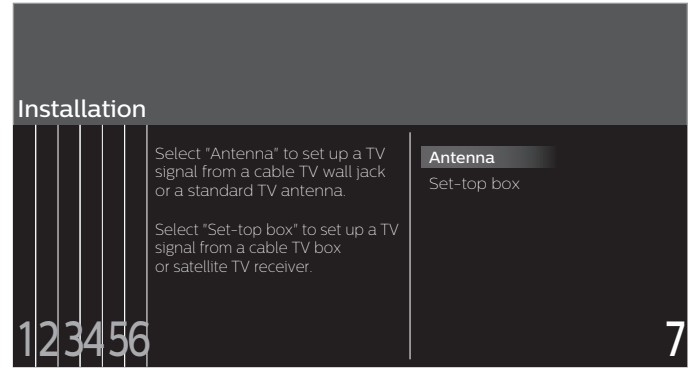 Installation
Select "Antenna" to set up a TV
signal from a cable TV wall jack
or a standard TV antenna.
Select "Set-top box" to set up a TV
signal from a cable TV box
or satellite TV receiver.
Antenna
Set-top box
123456
7